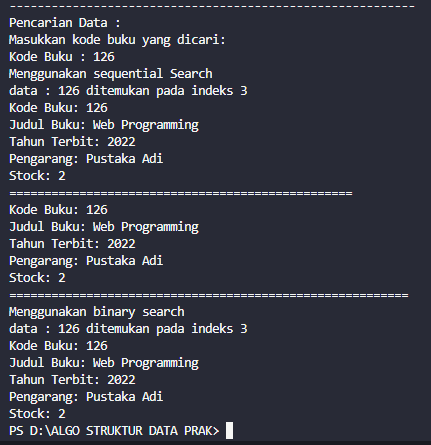 ----------------------------------------------------------
Pencarian Data :
Masukkan kode buku yang dicari:
Kode Buku : 126
Menggunakan sequential Search
data : 126 ditemukan pada indeks 3
Kode Buku: 126
Judul Buku: Web Programming
Tahun Terbit: 2022
Pengarang: Pustaka Adi
Stock: 2
=================================================
Kode Buku: 126
Judul Buku: Web Programming
Tahun Terbit: 2022
Pengarang: Pustaka Adi
Stock: 2
=========================================================
Menggunakan binary search
data : 126 ditemukan pada indeks 3
Kode Buku: 126
Judul Buku: Web Programming
Tahun Terbit: 2022
Pengarang: Pustaka Adi
Stock: 2
PS D:\ALGO STRUKTUR DATA PRAK>